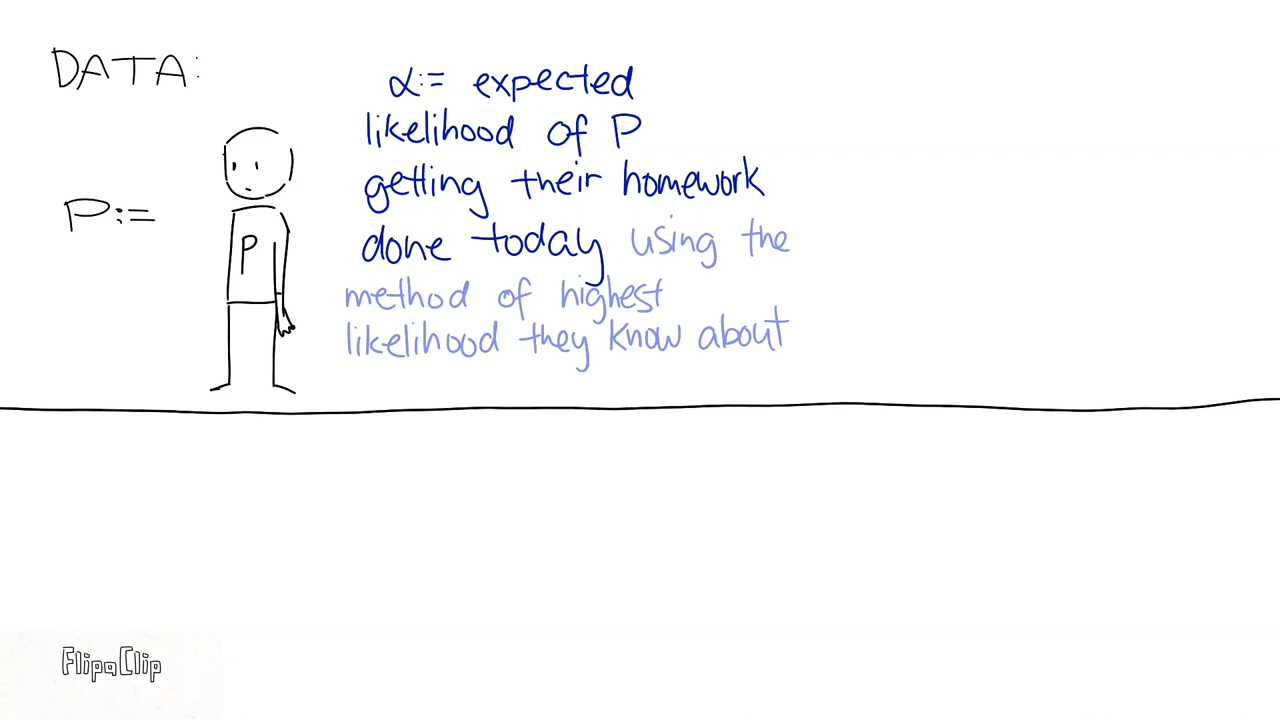 DATA:
α:= expected
likelihood of P
getting their homework
P:=
P
done today using the
method of highest
likelihood they know about
FlipaClip